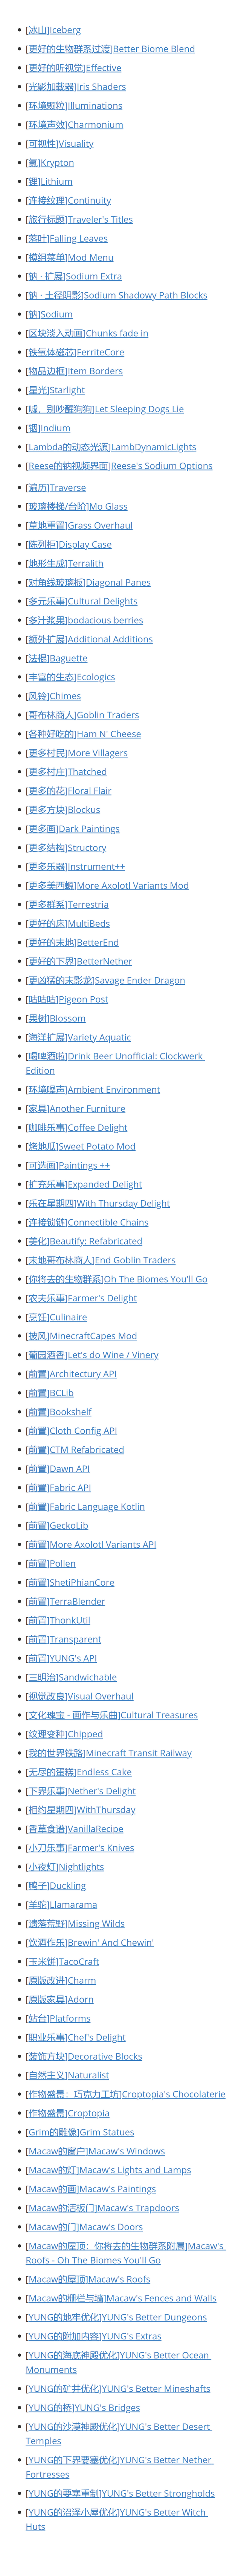 [冰山]Iceberg
[更好的生物群系过渡]Better Biome Blend
[更好的听视觉]Effective
[光影加载器]Iris Shaders
[环境颗粒]Illuminations
[环境声效]Charmonium
[可视性]Visuality
[氪]Krypton
[锂]Lithium
[连接纹理]Continuity
[旅行标题]Traveler's Titles
[落叶]Falling Leaves
[模组菜单]Mod Menu
[钠 · 扩展]Sodium Extra
[钠 · 土径阴影]Sodium Shadowy Path Blocks
[钠]Sodium
[区块淡入动画]Chunks fade in
[铁氧体磁芯]FerriteCore
[物品边框]Item Borders
[星光]Starlight
[嘘，别吵醒狗狗]Let Sleeping Dogs Lie
[铟]Indium
[Lambda的动态光源]LambDynamicLights
[Reese的钠视频界面]Reese's Sodium Options
[遍历]Traverse
[玻璃楼梯/台阶]Mo Glass
[草地重置]Grass Overhaul
[陈列柜]Display Case
[地形生成]Terralith
[对角线玻璃板]Diagonal Panes
[多元乐事]Cultural Delights
[多汁浆果]bodacious berries
[额外扩展]Additional Additions
[法棍]Baguette
[丰富的生态]Ecologics
[风铃]Chimes
[哥布林商人]Goblin Traders
[各种好吃的]Ham N' Cheese
[更多村民]More Villagers
[更多村庄]Thatched
[更多的花]Floral Flair
[更多方块]Blockus
[更多画]Dark Paintings
[更多结构]Structory
[更多乐器]Instrument++
[更多美西螈]More Axolotl Variants Mod
[更多群系]Terrestria
[更好的床]MultiBeds
[更好的末地]BetterEnd
[更好的下界]BetterNether
[更凶猛的末影龙]Savage Ender Dragon
[咕咕咕]Pigeon Post
[果树]Blossom
[海洋扩展]Variety Aquatic
[喝啤酒啦]Drink Beer Unofficial: Clockwerk
Edition
[环境噪声]Ambient Environment
[家具]Another Furniture
[咖啡乐事]Coffee Delight
[烤地瓜]Sweet Potato Mod
[可选画]Paintings ++
[扩充乐事]Expanded Delight
[乐在星期四]With Thursday Delight
[连接锁链]Connectible Chains
[美化]Beautify: Refabricated
[末地哥布林商人]End Goblin Traders
[你将去的生物群系]Oh The Biomes You'll Go
[农夫乐事]Farmer's Delight
[烹饪]Culinaire
[披风]MinecraftCapes Mod
[葡园酒香]Let's do Wine / Vinery
[前置]Architectury API
[前置]BCLib
[前置]Bookshelf
[前置]Cloth Config API
[前置]CTM Refabricated
[前置]Dawn API
[前置]Fabric API
[前置]Fabric Language Kotlin
[前置]GeckoLib
[前置]More Axolotl Variants API
[前置]Pollen
[前置]ShetiPhianCore
[前置]TerraBlender
[前置]ThonkUtil
[前置]Transparent
[前置]YUNG's API
[三明治]Sandwichable
[视觉改良]Visual Overhaul
[文化瑰宝 - 画作与乐曲]Cultural Treasures
[纹理变种]Chipped
[我的世界铁路]Minecraft Transit Railway
[无尽的蛋糕]Endless Cake
[下界乐事]Nether's Delight
[相约星期四]WithThursday
[香草食谱]VanillaRecipe
[小刀乐事]Farmer's Knives
[小夜灯]Nightlights
[鸭子]Duckling
[羊驼]Llamarama
[遗落荒野]Missing Wilds
[饮酒作乐]Brewin' And Chewin'
[玉米饼]TacoCraft
[原版改进]Charm
[原版家具]Adorn
[站台]Platforms
[职业乐事]Chef's Delight
[装饰方块]Decorative Blocks
[自然主义]Naturalist
[作物盛景：巧克力工坊]Croptopia's Chocolaterie
[作物盛景]Croptopia
[Grim的雕像]Grim Statues
[Macaw的窗户]Macaw's Windows
[Macaw的灯]Macaw's Lights and Lamps
[Macaw的画]Macaw's Paintings
[Macaw的活板门]Macaw's Trapdoors
[Macaw的门]Macaw's Doors
[Macaw的屋顶：你将去的生物群系附属]Macaw's
Roofs - Oh The Biomes You'll Go
[Macaw的屋顶]Macaw's Roofs
[Macaw的栅栏与墙]Macaw's Fences and Walls
[YUNG的地牢优化]YUNG's Better Dungeons
[YUNG的附加内容]YUNG's Extras
[YUNG的海底神殿优化]YUNG's Better Ocean
Monuments
[YUNG的矿井优化]YUNG's Better Mineshafts
[YUNG的桥]YUNG's Bridges
[YUNG的沙漠神殿优化]YUNG's Better Desert
Temples
[YUNG的下界要塞优化]YUNG's Better Nether
Fortresses
[YUNG的要塞重制]YUNG's Better Strongholds
[YUNG的沼泽小屋优化]YUNG's Better Witch
Huts